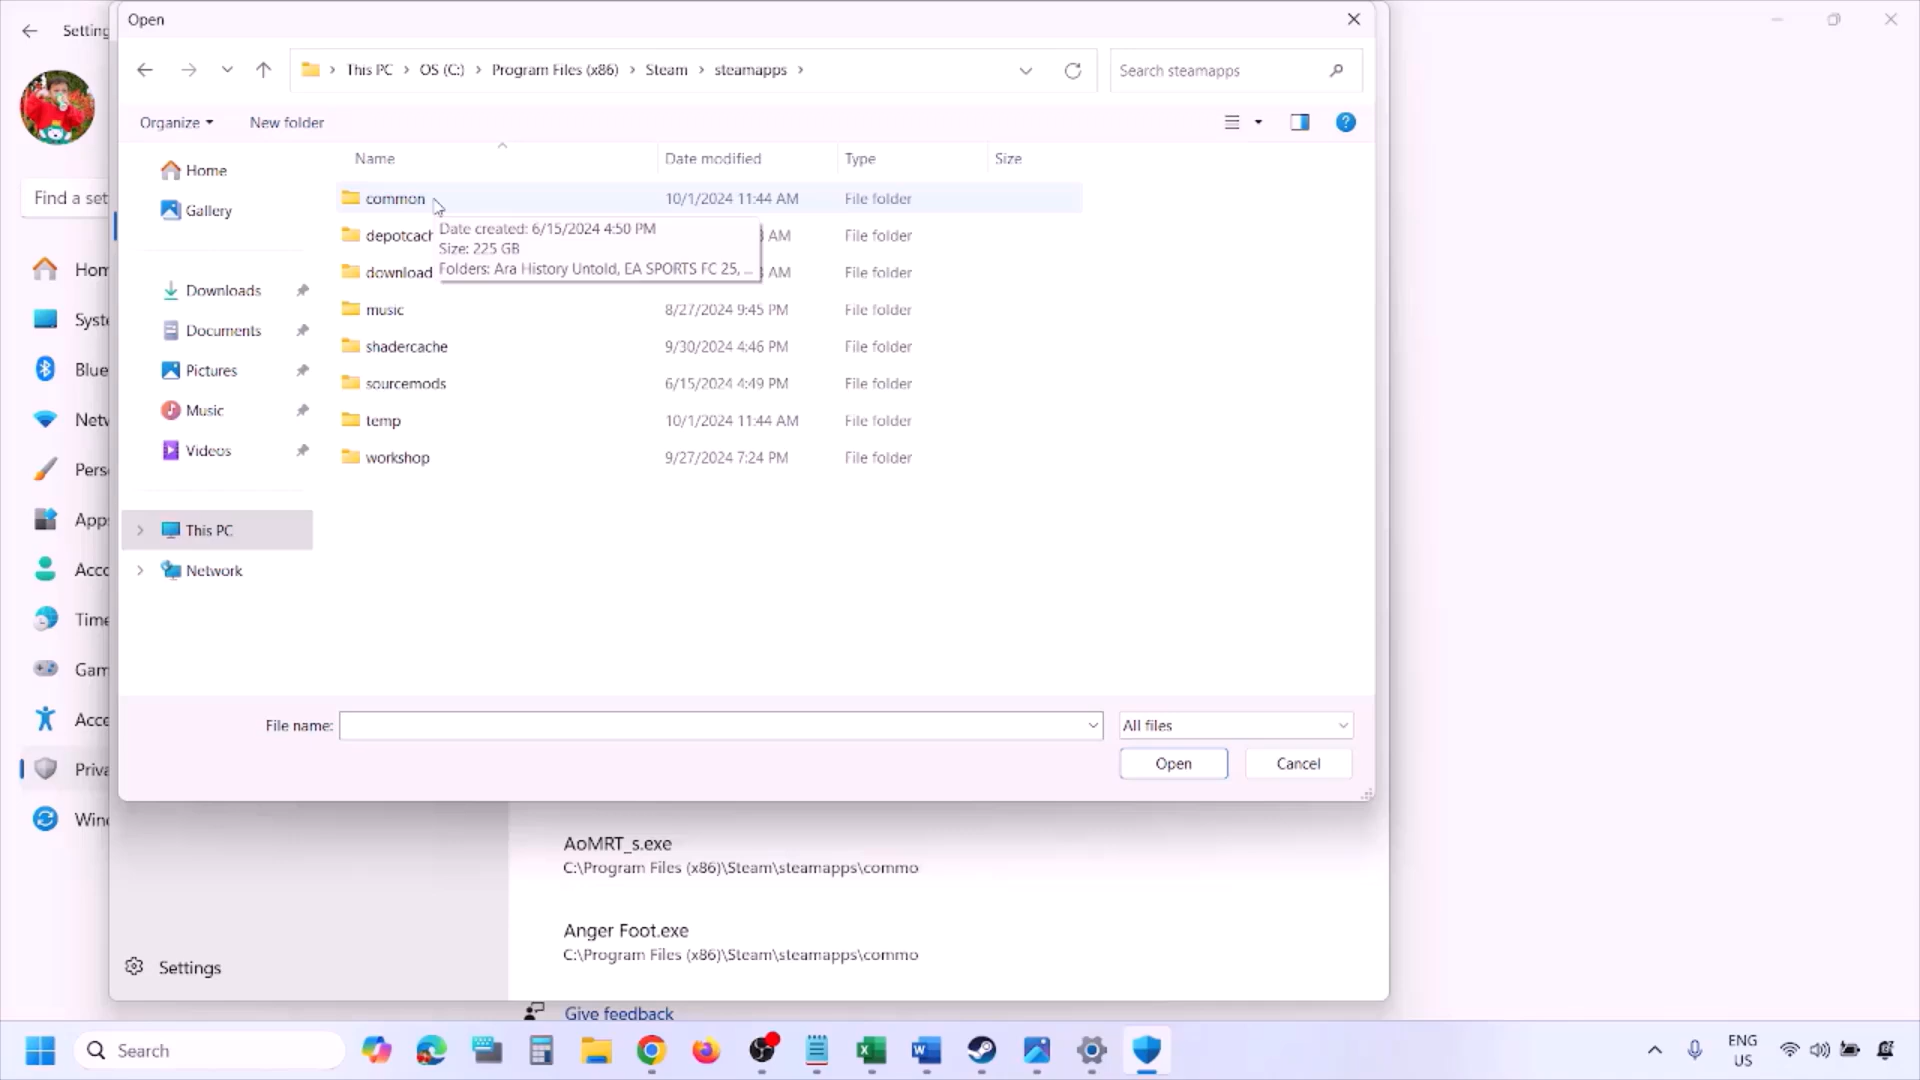 Setting
Open
This PC
OS (C:)
Program Files (x86)
Steam
steamapps
Search steamapps
Organize
New folder
Name
Date modified
Type
Size
Home
Gallery
Downloads
Documents
Pictures
Music
Videos
This PC
Network
common 10/1/2024 11:44 AM File folder
depotcach AM File folder
download AM File folder
Date created: 6/15/2024 4:50 PM
Size: 225 GB
Folders: Ara History Untold, EA SPORTS FC 25, ...
music 8/27/2024 9:45 PM File folder
shadercache 9/30/2024 4:46 PM File folder
sourcemods 6/15/2024 4:49 PM File folder
temp 10/1/2024 11:44 AM File folder
workshop 9/27/2024 7:24 PM File folder
Find a set
Hom
Syste
Blue
Netw
Perso
Apps
Acco
Time
Gam
Acce
Priva
Wind
File name:
All files
Open
Cancel
AoMRT_s.exe
C:\Program Files (x86)\Steam\steamapps\commo
Anger Foot.exe
C:\Program Files (x86)\Steam\steamapps\commo
Settings
Give feedback
Search
ENG
US